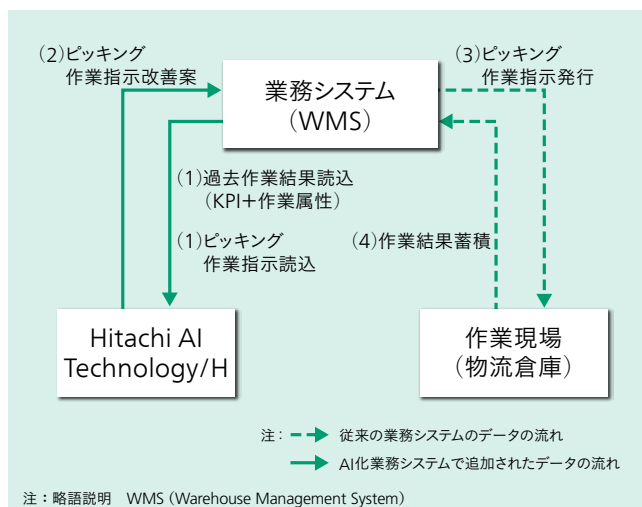 (2)ピッキング
作業指示改善案
業務システム
(WMS)
(3)ピッキング
作業指示発行
(1)過去作業結果読込
(KPI+作業属性)
(1)ピッキング
作業指示読込
(4)作業結果蓄積
Hitachi AI
Technology/H
作業現場
(物流倉庫)
注: 従来の業務システムのデータの流れ
AI化業務システムで追加されたデータの流れ
注:略語説明 WMS(Warehouse Management System)